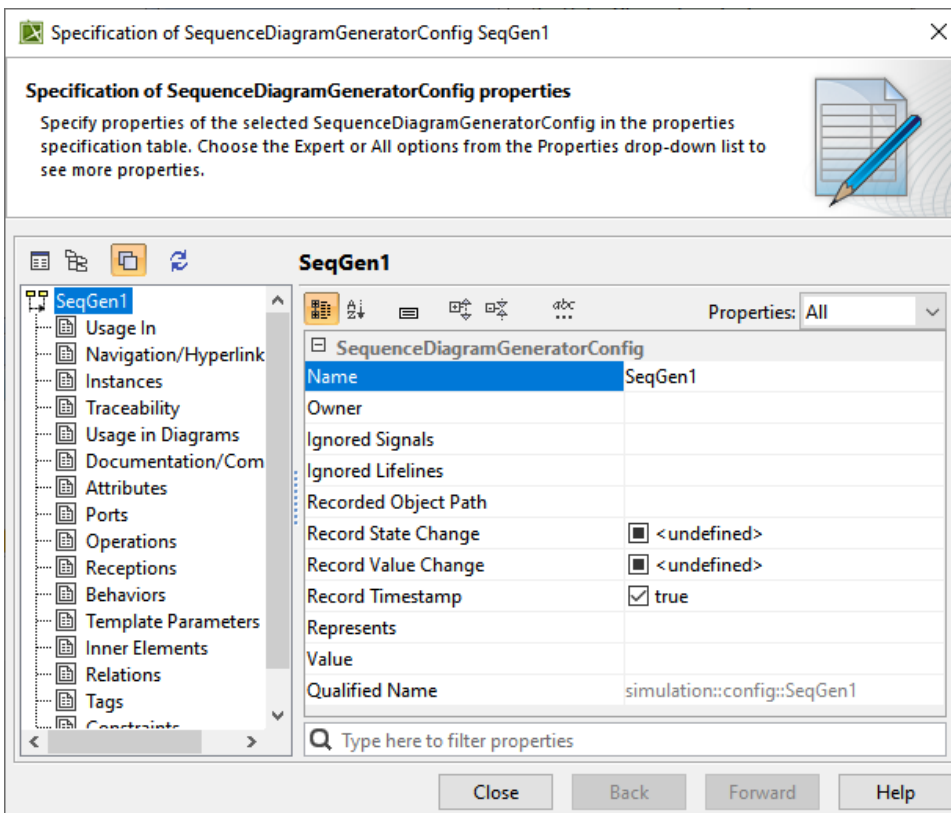 Specification of SequenceDiagramGeneratorConfig SeqGen1
Specification of SequenceDiagramGeneratorConfig properties
Specify properties of the selected SequenceDiagramGeneratorConfig in the properties
specification table. Choose the Expert or All options from the Properties drop-down list to
see more properties.
SeqGen1
SeqGen1
Usage In
Navigation/Hyperlink
Instances
Traceability
Usage in Diagrams
Documentation/Com
Attributes
Ports
Operations
Receptions
Behaviors
Template Parameters
Inner Elements
Relations
Tags
Constraints
Properties: All
SequenceDiagramGeneratorConfig
Name SeqGen1
Owner
Ignored Signals
Ignored Lifelines
Recorded Object Path
Record State Change <undefined>
Record Value Change <undefined>
Record Timestamp true
Represents
Value
Qualified Name simulation::config::SeqGen1
Type here to filter properties
Close Back Forward Help